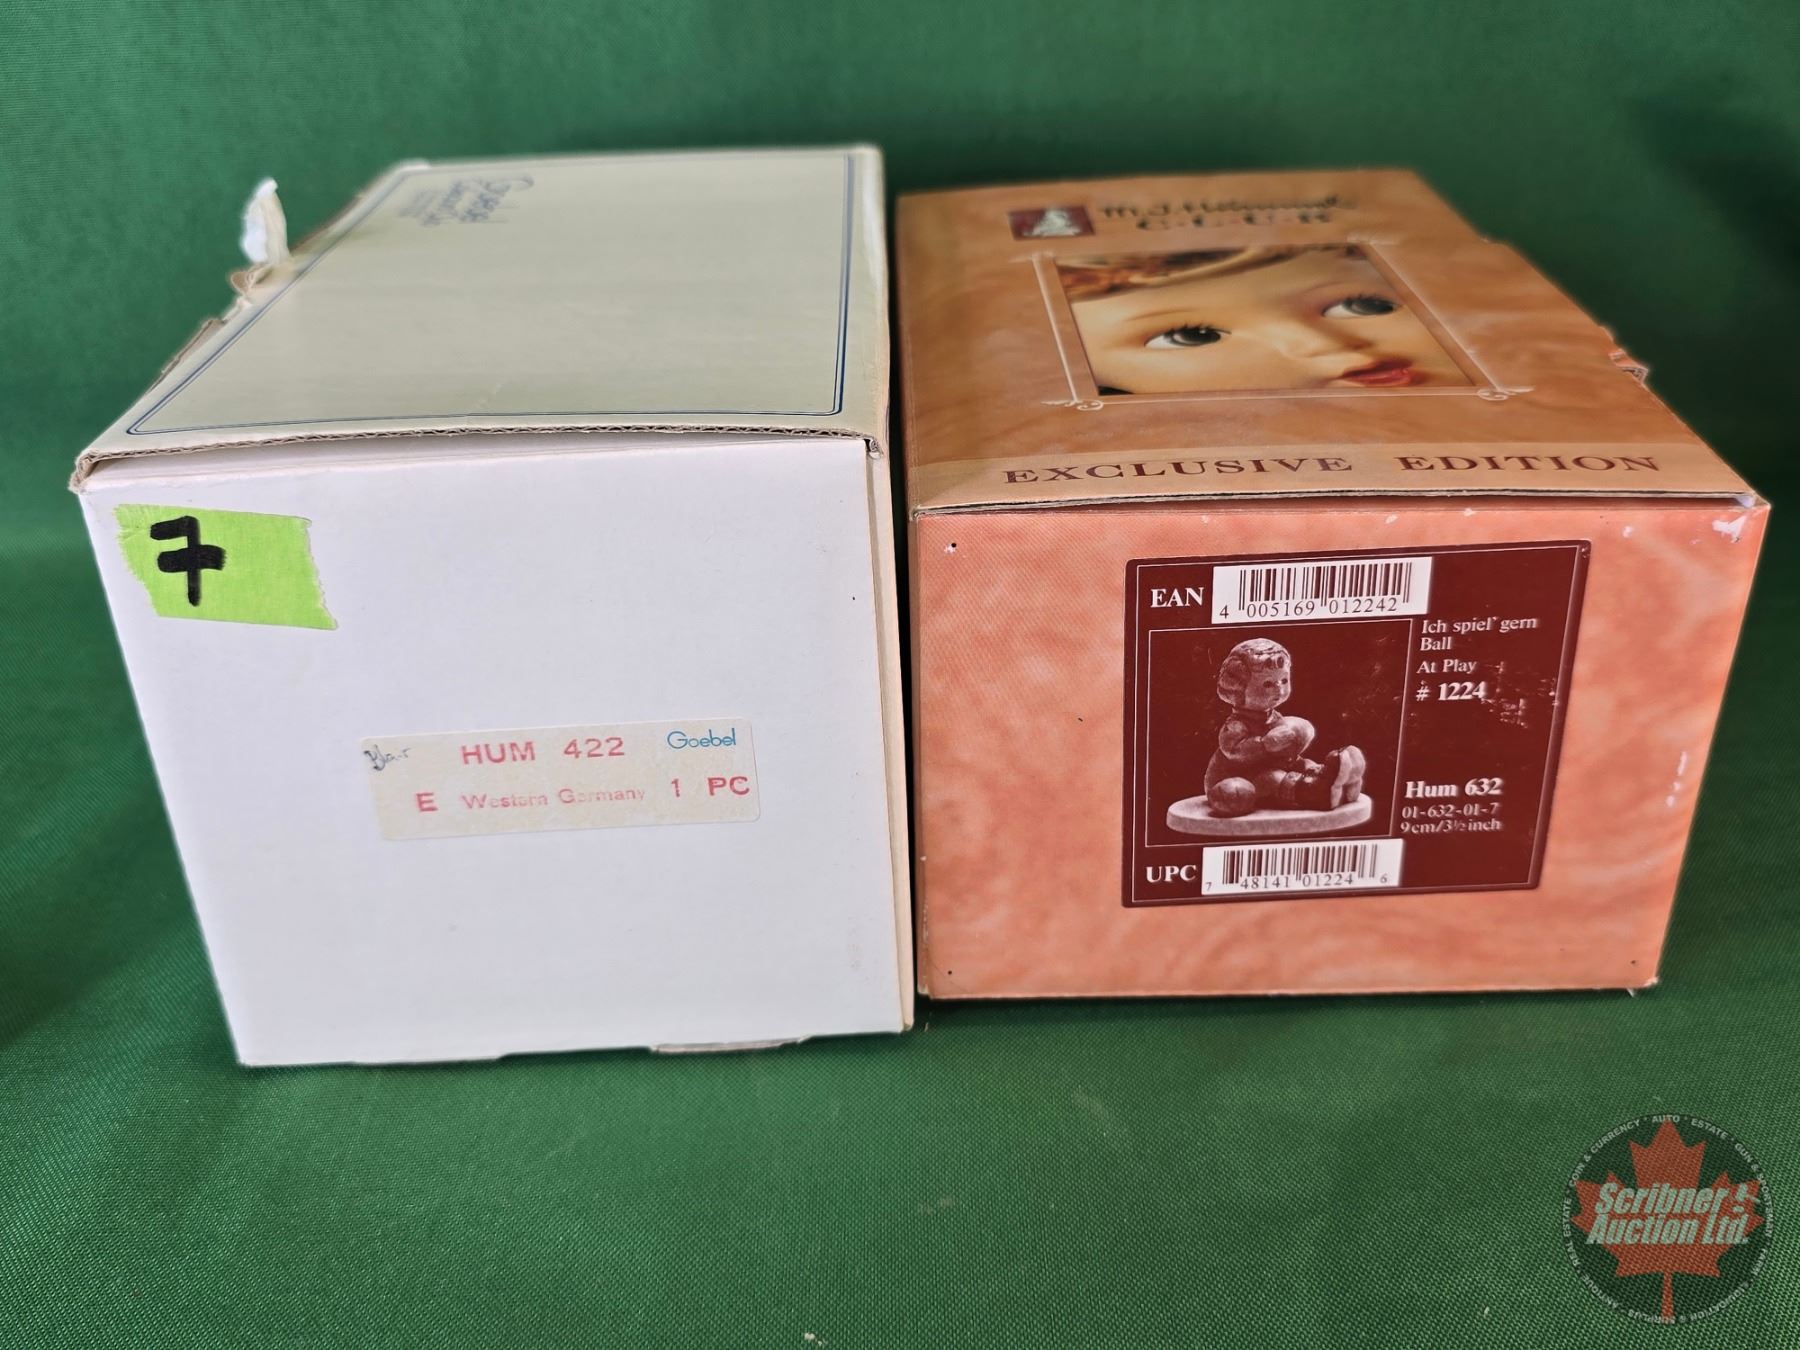 7
HUM 422 Goebel
E Western Germany 1 PC
M.I. Hummel
C·L·U·B
EXCLUSIVE EDITION
EAN
4 005169 012242
Ich spiel' gern
Ball
At Play
# 1224
Hum 632
01-632-01-7
9cm/3½inch
UPC
7 48141 01224 6
Scribner
Auction Ltd.